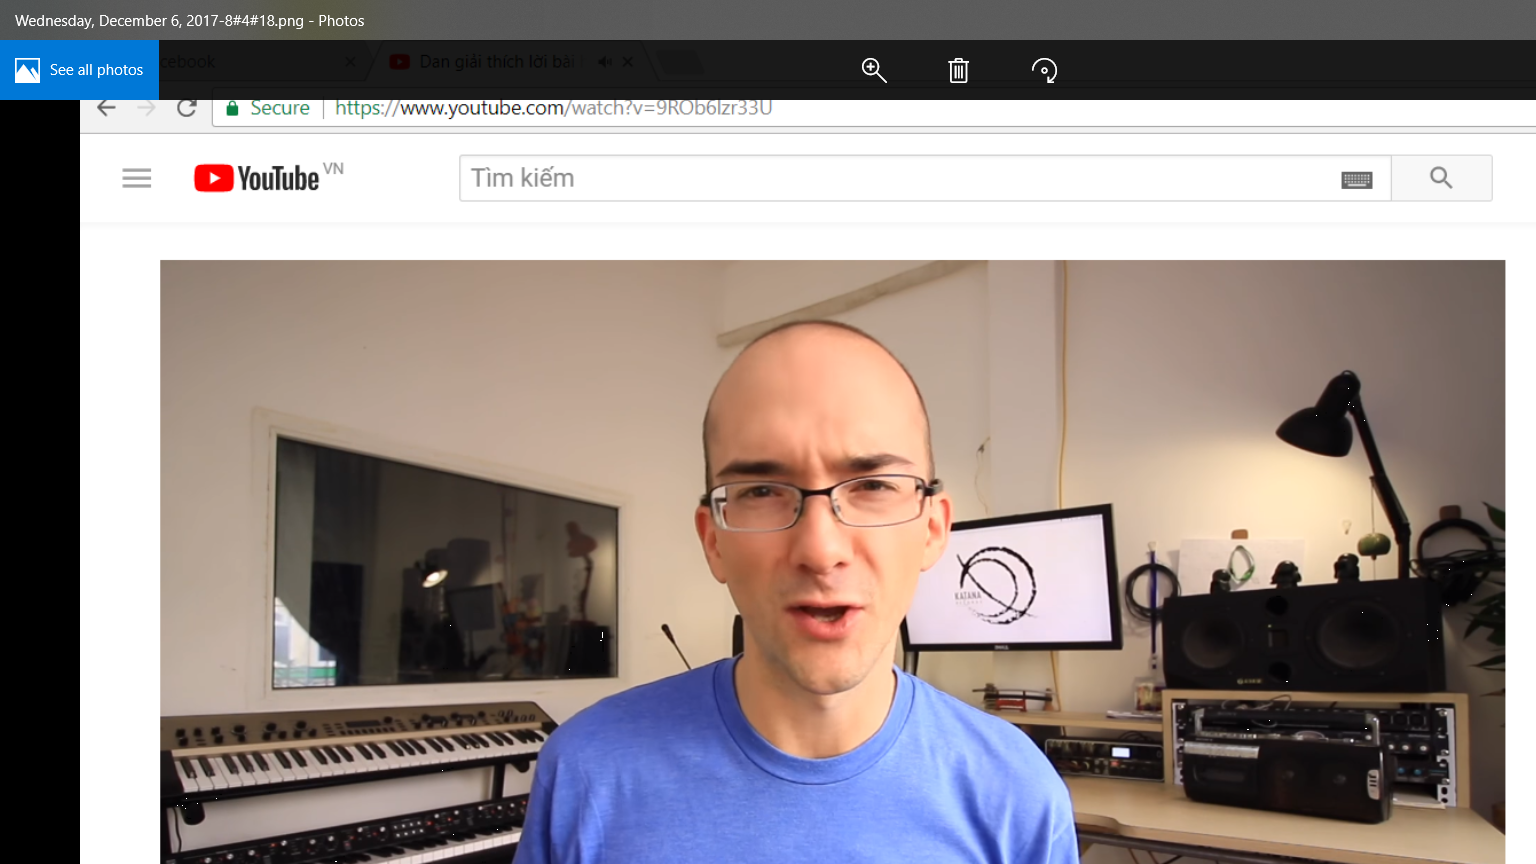 Wednesday, December 6, 2017-8#4#18.png - Photos
See all photos
cebook
Dan giải thích lời bài
Secure
https://www.youtube.com/watch?v=9ROb6lzr33U
YouTube VN
Tìm kiếm
KATANA
DELL